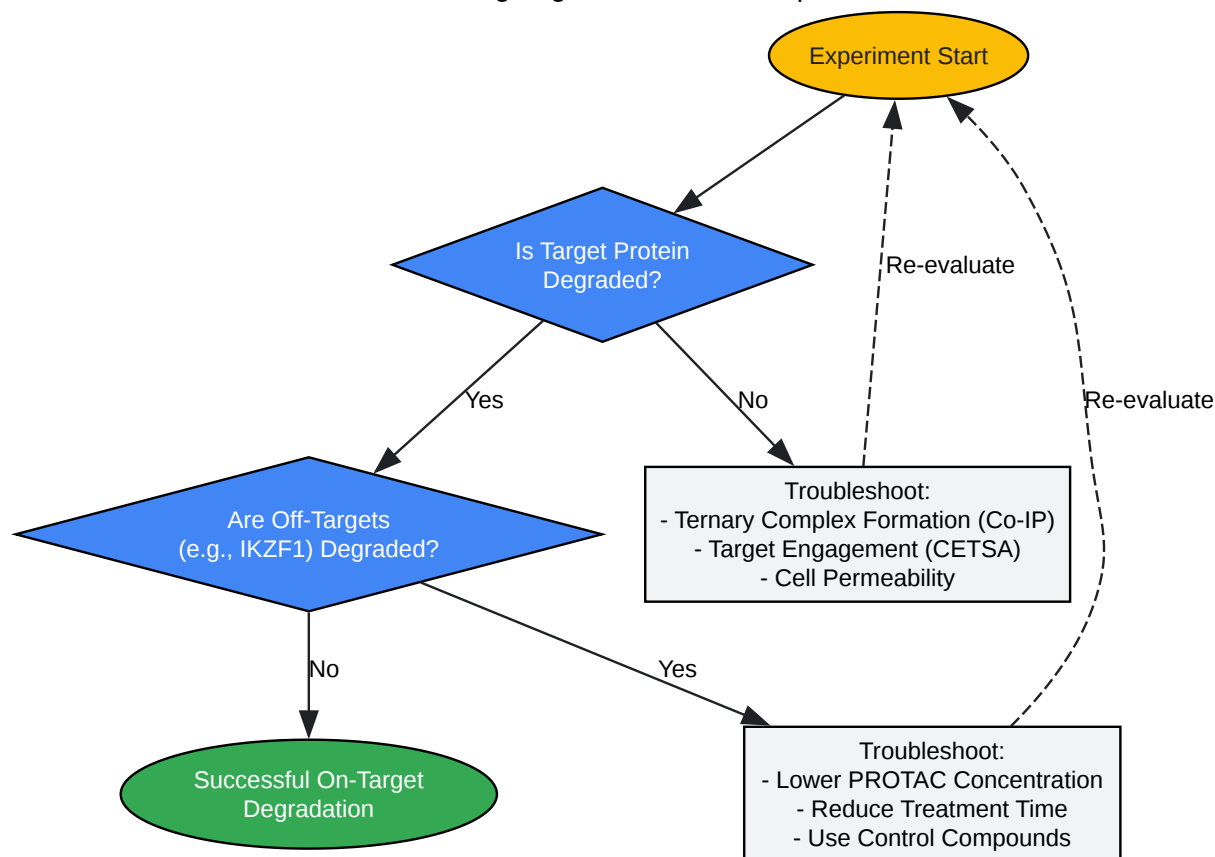 Experiment Start
Is Target Protein
Degraded?
Re-evaluate
Re-evaluate
Yes
No
Troubleshoot:
- Ternary Complex Formation (Co-IP)
- Target Engagement (CETSA)
- Cell Permeability
Are Off-Targets
(e.g., IKZF1) Degraded?
No
Yes
Successful On-Target
Degradation
Troubleshoot:
- Lower PROTAC Concentration
- Reduce Treatment Time
- Use Control Compounds